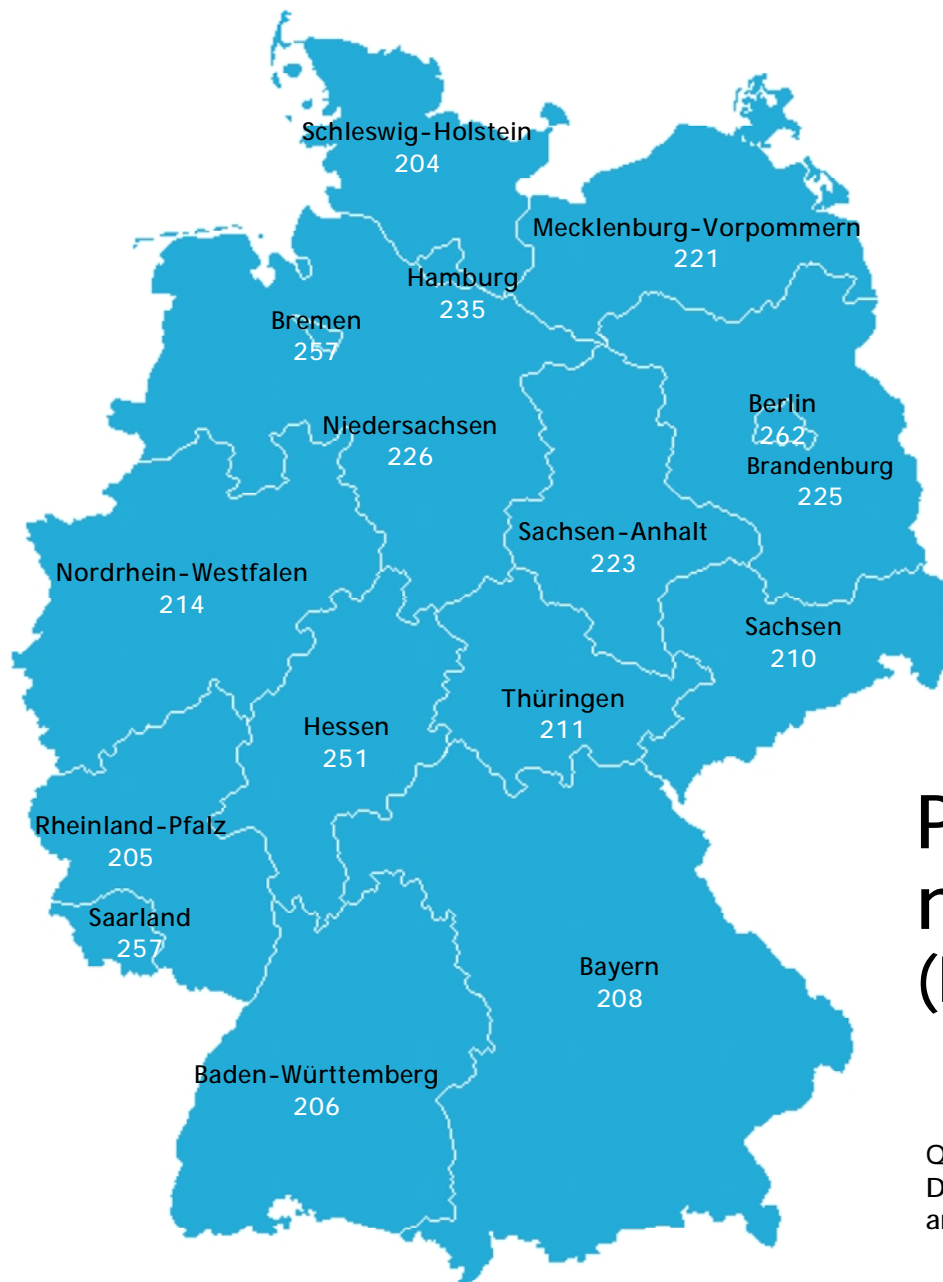 Schleswig-Holstein
204
Mecklenburg-Vorpommern
221
Hamburg
235
Bremen
257
Niedersachsen
226
Berlin
262
Brandenburg
225
Sachsen-Anhalt
223
Nordrhein-Westfalen
214
Sachsen
210
Thüringen
211
Hessen
251
Rheinland-Pfalz
205
Saarland
257
Bayern
208
Baden-Württemberg
206
P
(
Q
D